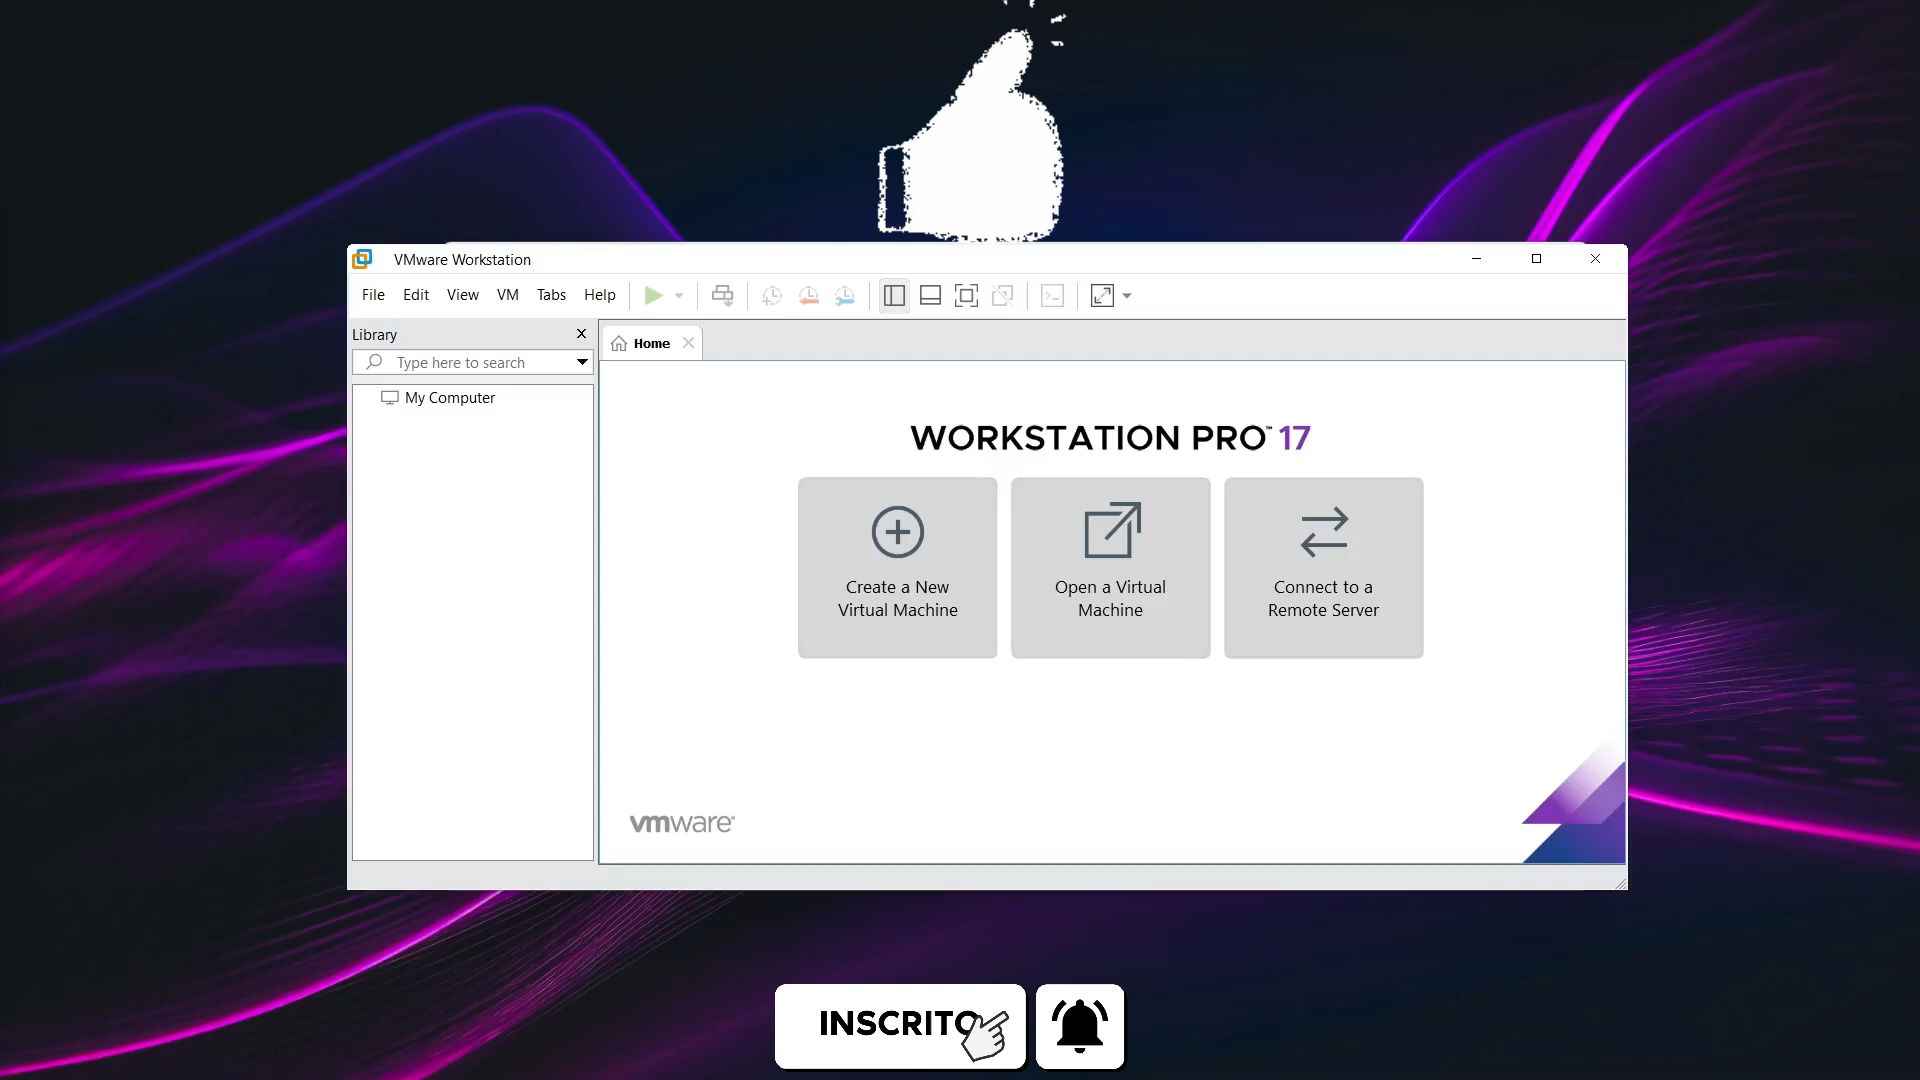 VMware Workstation
File Edit View VM Tabs Help
Library
Home
Type here to search
My Computer
WORKSTATION PRO™ 17
Create a New
Virtual Machine
Open a Virtual
Machine
Connect to a
Remote Server
vmware®
INSCRITO